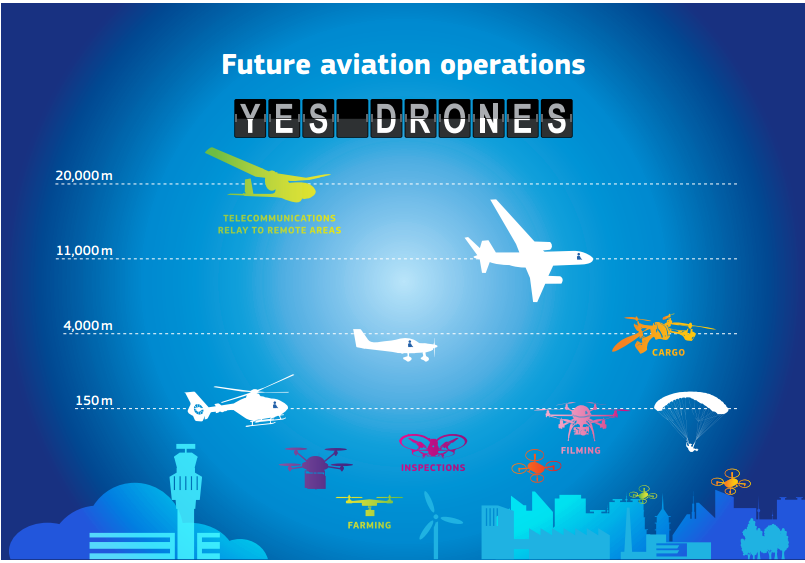 Future aviation operations
YES DRONES
20,000 m
TELECOMMUNICATIONS
RELAY TO REMOTE AREAS
11,000 m
4,000 m
CARGO
150 m
FILMING
INSPECTIONS
FARMING